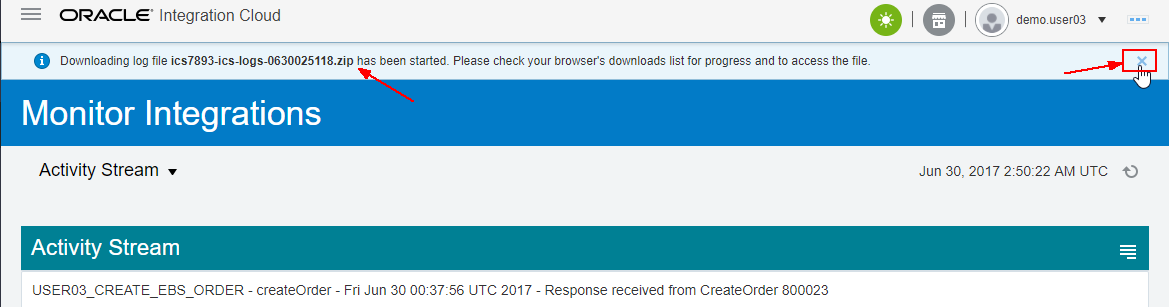 ORACLE® Integration Cloud
demo.user03
Downloading log file ics7893-ics-logs-0630025118.zip has been started. Please check your browser's downloads list for progress and to access the file.
Monitor Integrations
Activity Stream
Jun 30, 2017 2:50:22 AM UTC
Activity Stream
USER03_CREATE_EBS_ORDER - createOrder - Fri Jun 30 00:37:56 UTC 2017 - Response received from CreateOrder 800023